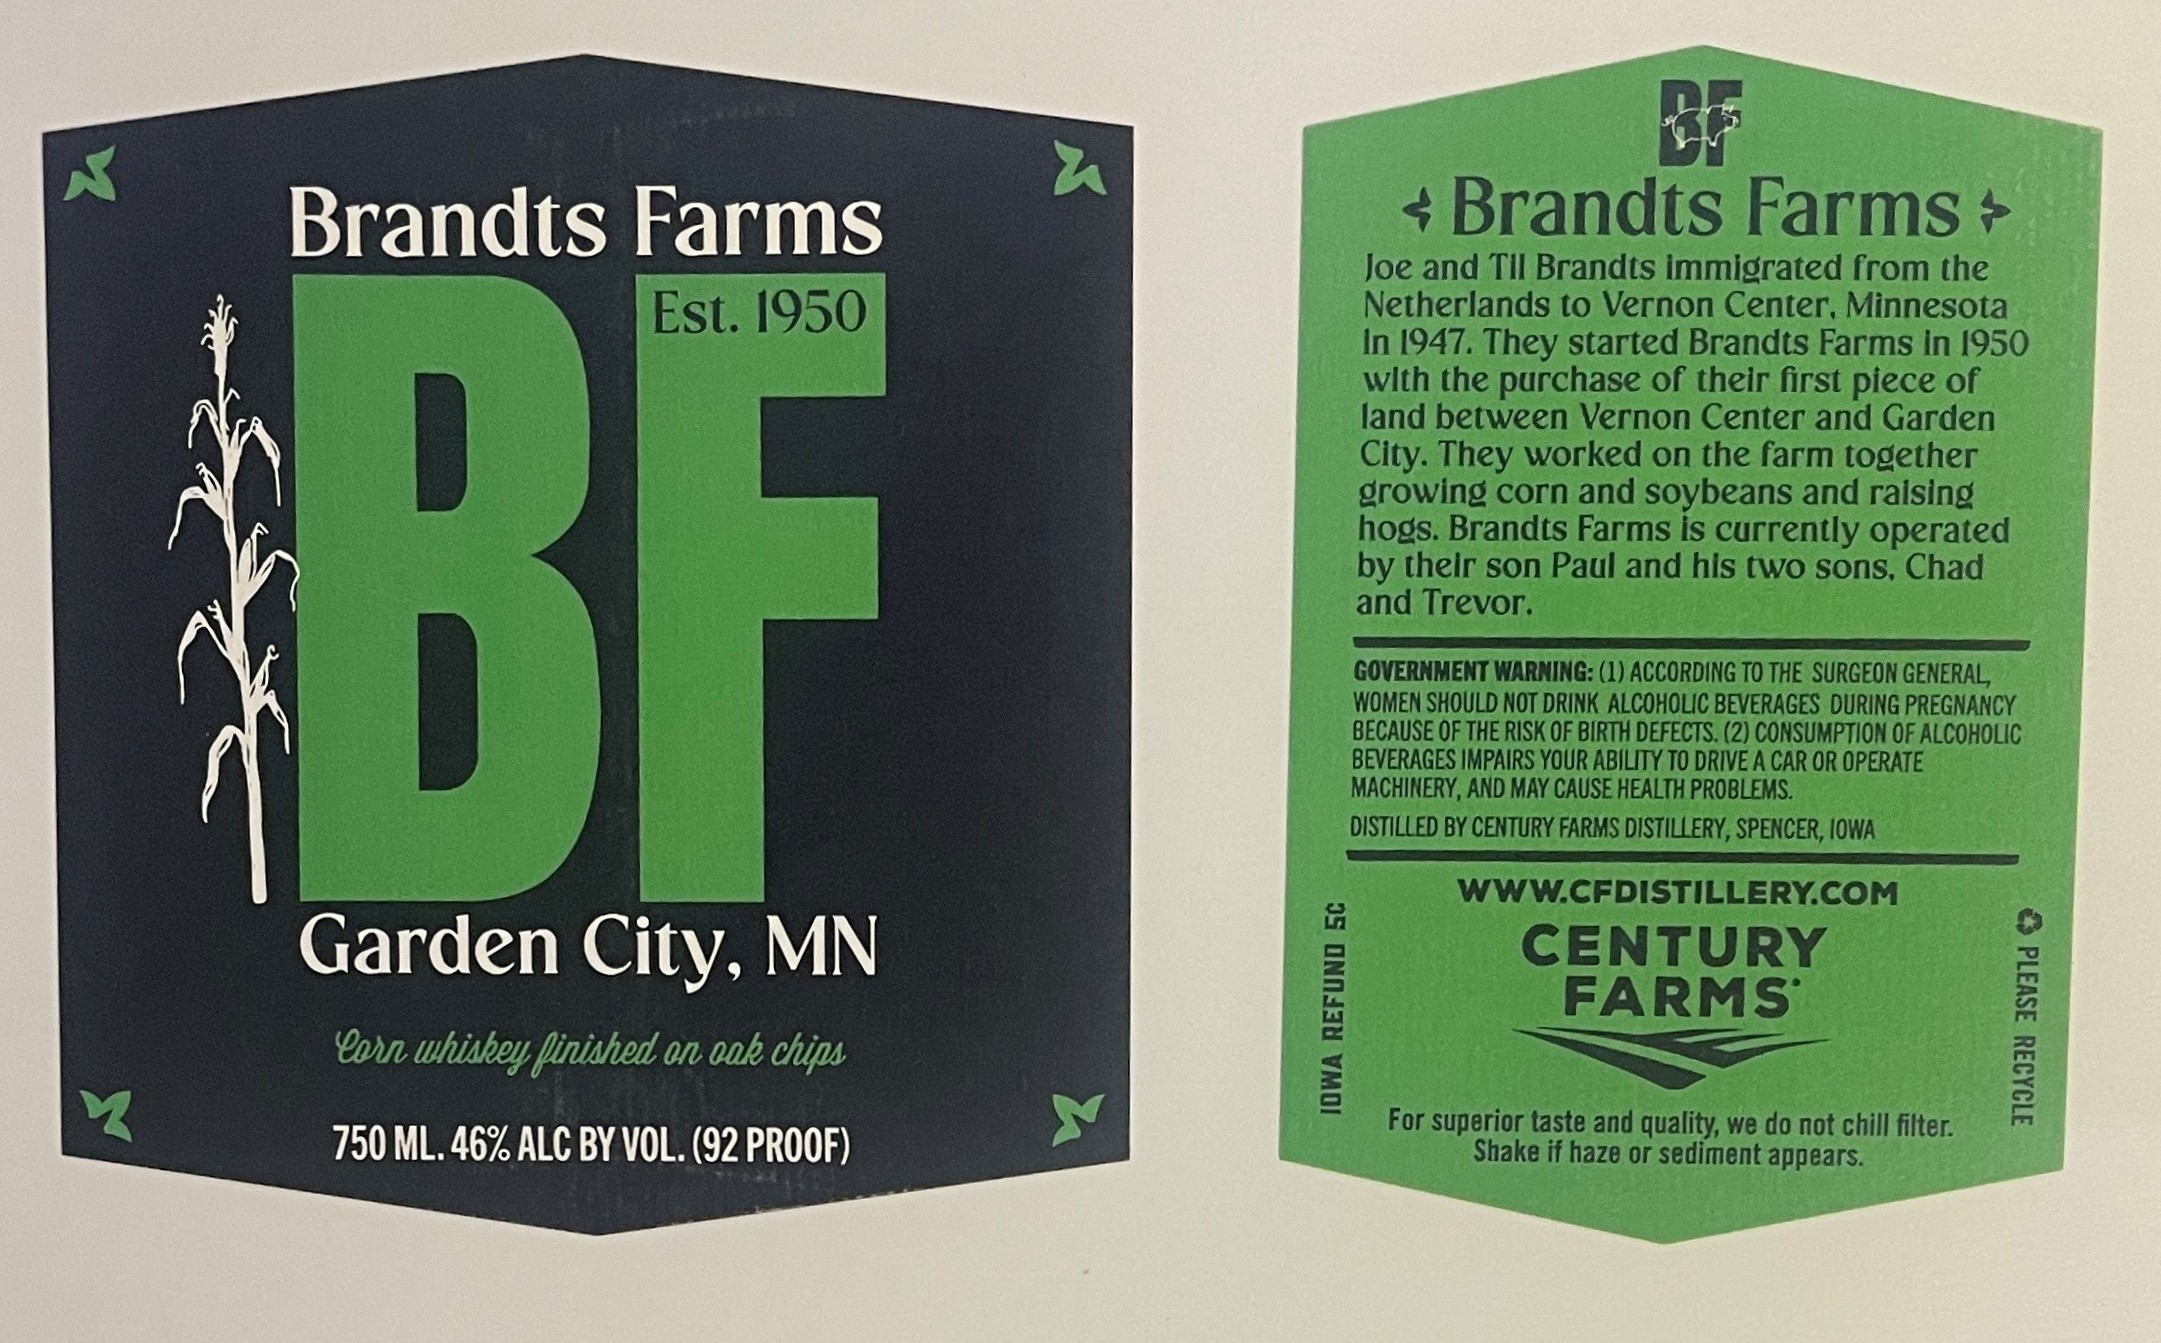 Brandts Farms
BF
Est. 1950
Garden City, MN
Corn whiskey finished on oak chips
750 ML. 46% ALC BY VOL. (92 PROOF)
BF
Brandts Farms
Joe and Til Brandts immigrated from the
Netherlands to Vernon Center, Minnesota
in 1947. They started Brandts Farms in 1950
with the purchase of their first piece of
land between Vernon Center and Garden
City. They worked on the farm together
growing corn and soybeans and raising
hogs. Brandts Farms is currently operated
by their son Paul and his two sons, Chad
and Trevor.
GOVERNMENT WARNING: (1) ACCORDING TO THE SURGEON GENERAL,
WOMEN SHOULD NOT DRINK ALCOHOLIC BEVERAGES DURING PREGNANCY
BECAUSE OF THE RISK OF BIRTH DEFECTS. (2) CONSUMPTION OF ALCOHOLIC
BEVERAGES IMPAIRS YOUR ABILITY TO DRIVE A CAR OR OPERATE
MACHINERY, AND MAY CAUSE HEALTH PROBLEMS.
DISTILLED BY CENTURY FARMS DISTILLERY, SPENCER, IOWA
WWW.CFDISTILLERY.COM
CENTURY
FARMS
IOWA REFUND 5¢
PLEASE RECYCLE
For superior taste and quality, we do not chill filter.
Shake if haze or sediment appears.